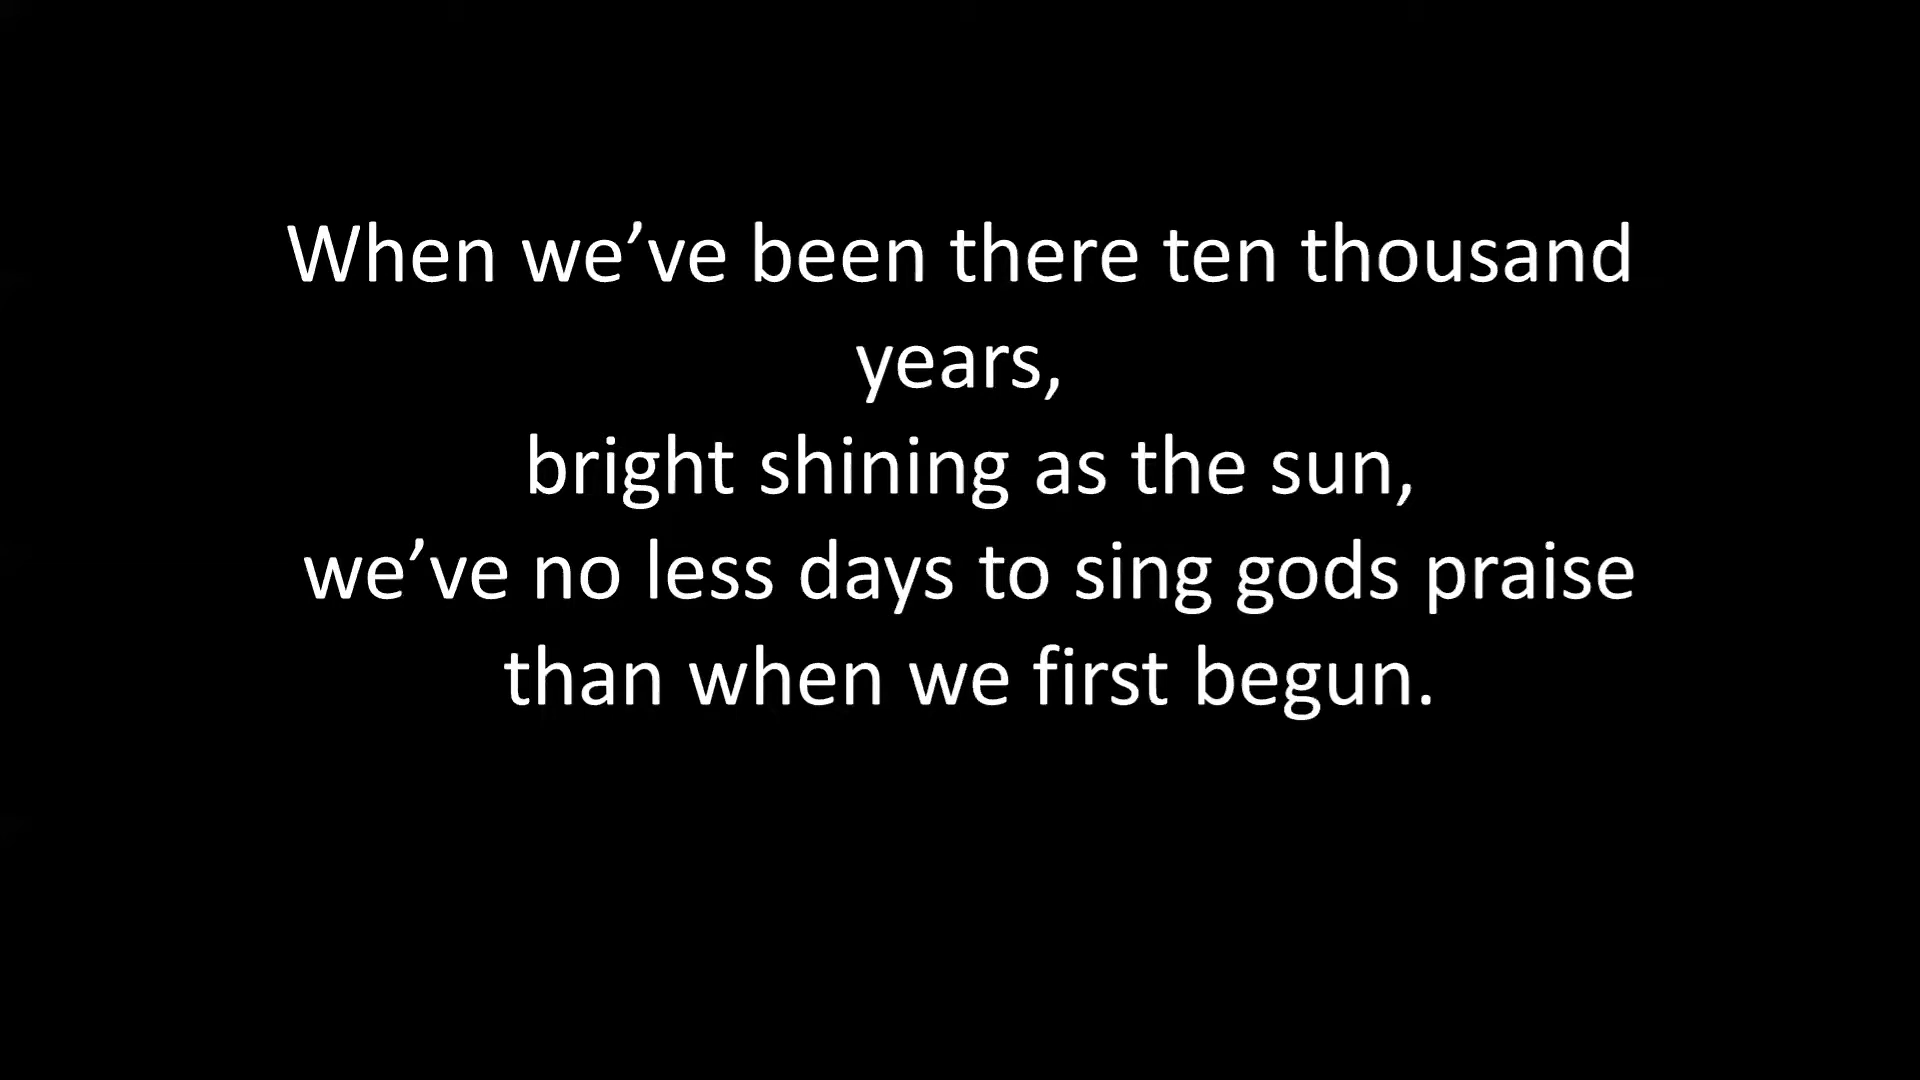 When we’ve been there ten thousand
years,
bright shining as the sun,
we’ve no less days to sing gods praise
than when we first begun.